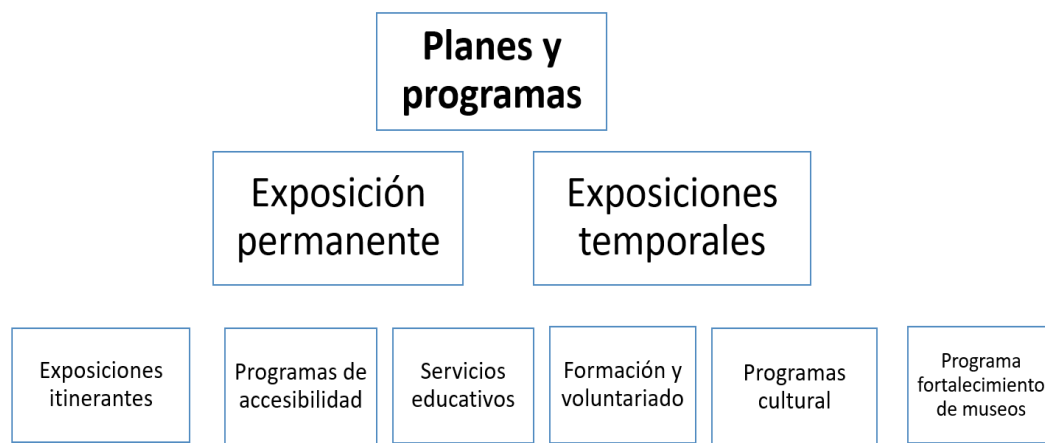 Planes y
programas
Exposición
permanente
Exposiciones
temporales
Exposiciones
itinerantes
Programas de
accesibilidad
Servicios
educativos
Formación y
voluntariado
Programas
cultural
Programa
fortalecimiento
de museos